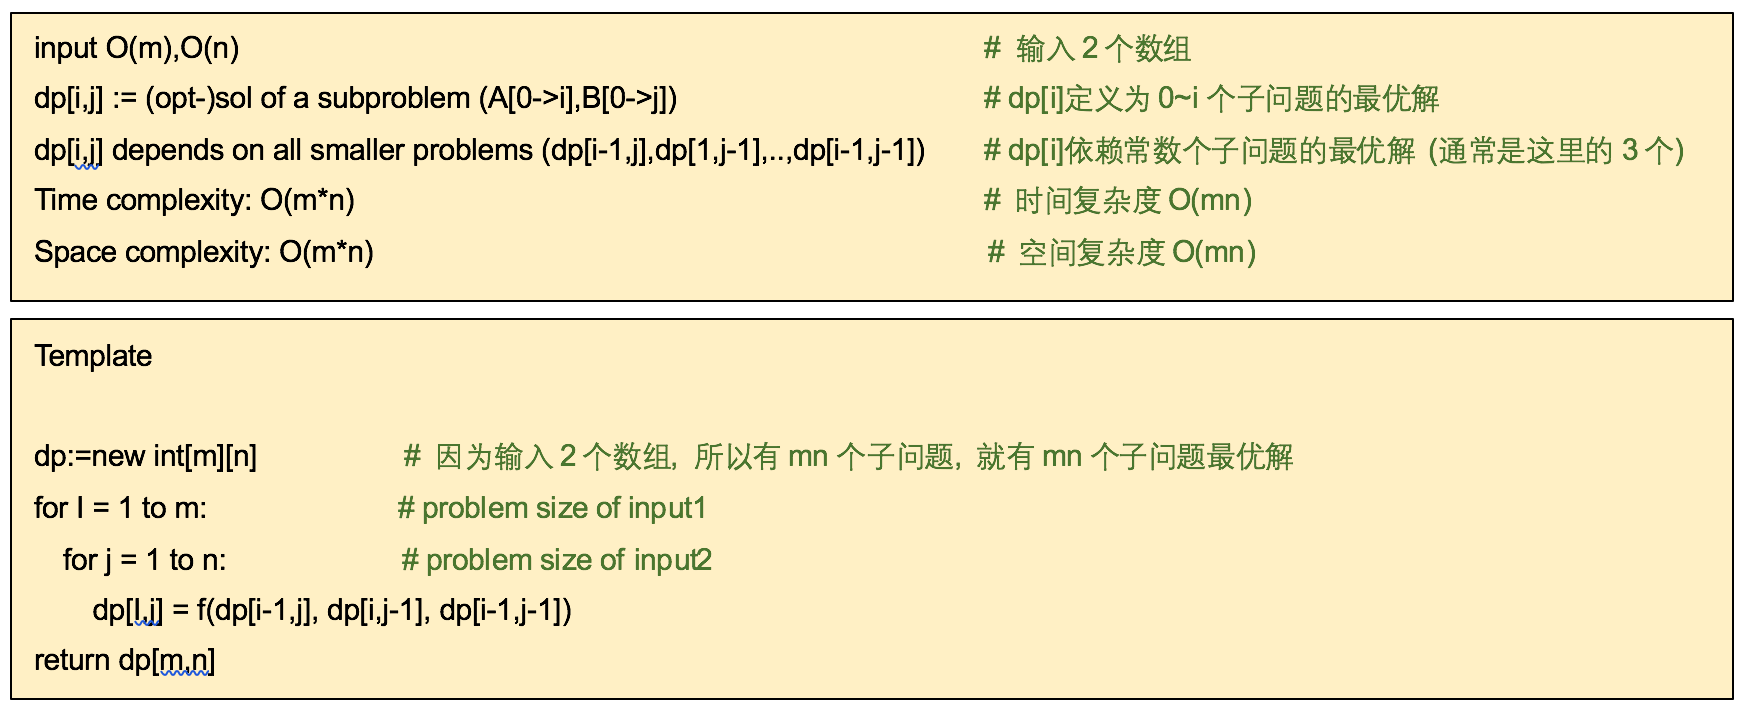 input O(m),O(n) # 输入 2 个数组
dp[i,j] := (opt-)sol of a subproblem (A[0->i],B[0->j]) # dp[i]定义为 0~i 个子问题的最优解
dp[i,j] depends on all smaller problems (dp[i-1,j],dp[1,j-1],..,dp[i-1,j-1]) # dp[i]依赖常数个子问题的最优解 (通常是这里的 3 个)
Time complexity: O(m*n) # 时间复杂度 O(mn)
Space complexity: O(m*n) # 空间复杂度 O(mn)
Template
dp:=new int[m][n] # 因为输入 2 个数组, 所以有 mn 个子问题, 就有 mn 个子问题最优解
for I = 1 to m: # problem size of input1
for j = 1 to n: # problem size of input2
dp[I,j] = f(dp[i-1,j], dp[i,j-1], dp[i-1,j-1])
return dp[m,n]